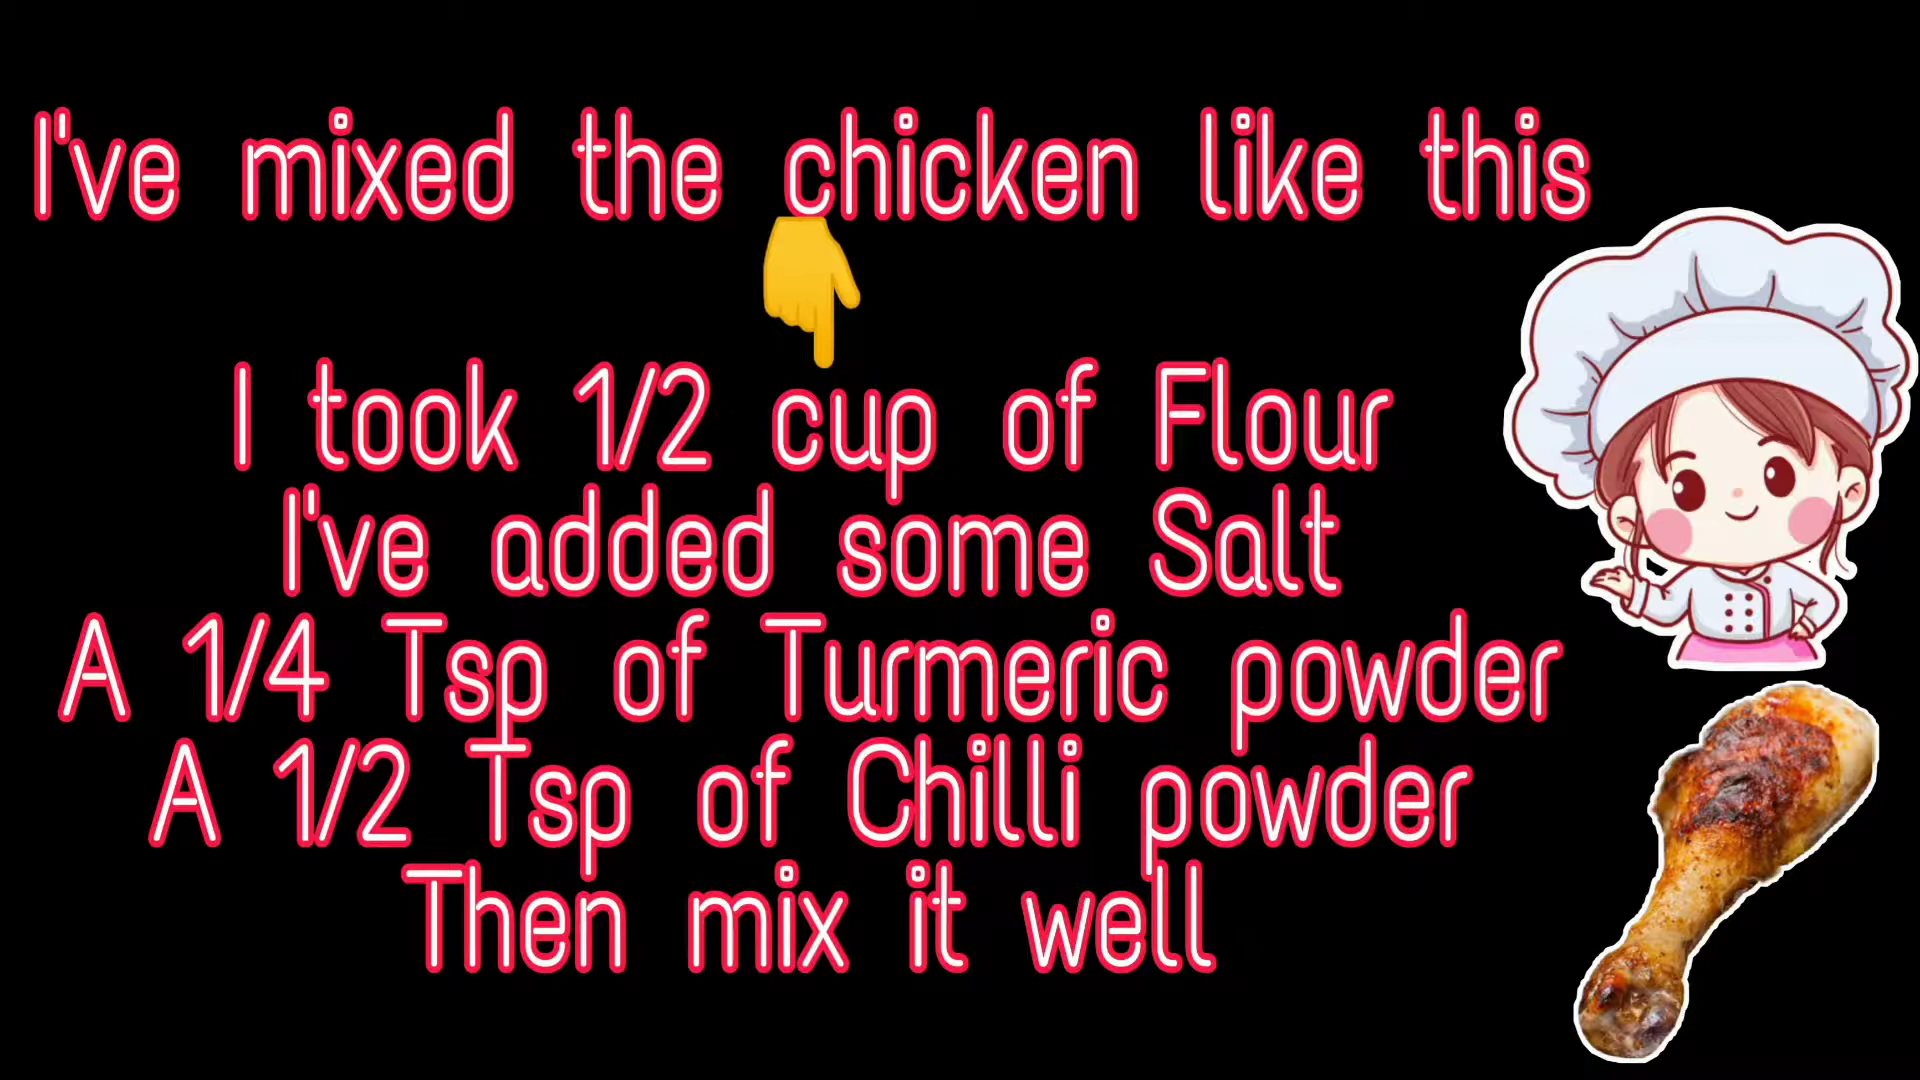 I've mixed the chicken like this
👇
I took 1/2 cup of Flour
I've added some Salt
A 1/4 Tsp of Turmeric powder
A 1/2 Tsp of Chilli powder
Then mix it well